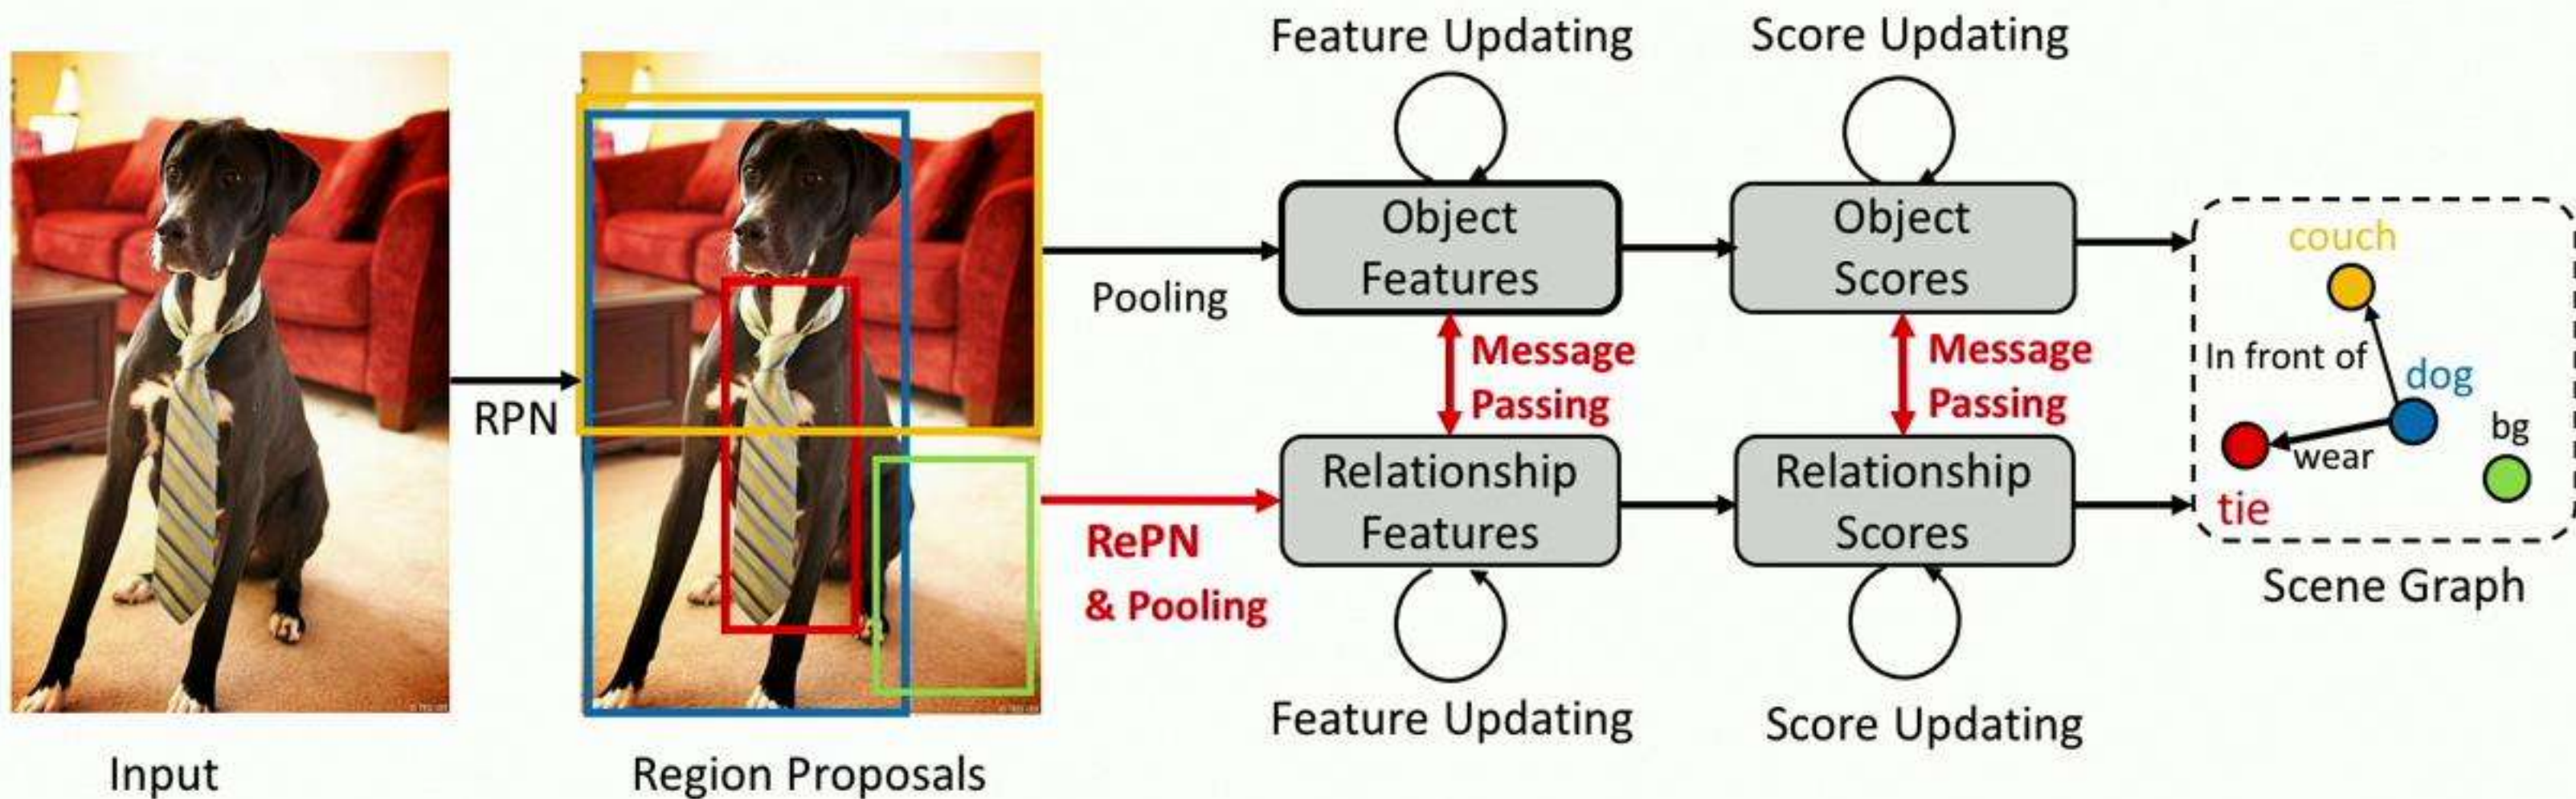 Feature Updating
Score Updating
Object
Features
Object
Scores
couch
Pooling
Message
Passing
Message
Passing
In front of
dog
RPN
bg
wear
tie
Relationship
Features
Relationship
Scores
RePN
& Pooling
Scene Graph
Feature Updating
Score Updating
Input
Region Proposals